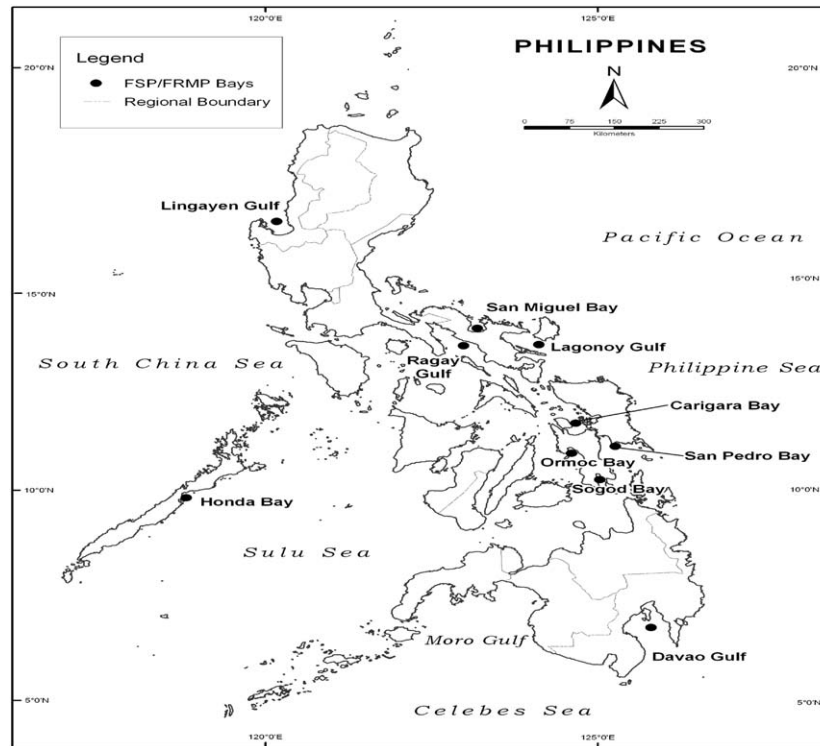 120°0'E 125°0'E
Legend
FSP/FRMP Bays
Regional Boundary
PHILIPPINES
N
0 75 150 225 300
Kilometers
20°0'N 20°0'N
Lingayen Gulf
Pacific Ocean
15°0'N 15°0'N
San Miguel Bay
Lagonoy Gulf
South China Sea
Ragay
Gulf
Philippine Sea
Carigara Bay
San Pedro Bay
Ormoc Bay
Sogod Bay
10°0'N 10°0'N
Honda Bay
Sulu Sea
Moro Gulf
Davao Gulf
5°0'N 5°0'N
Celebes Sea
120°0'E 125°0'E